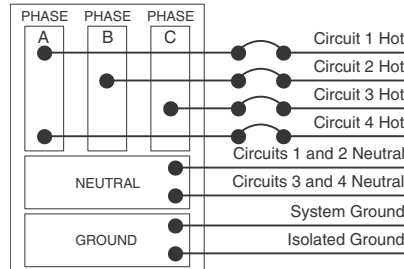 PHASE PHASE PHASE
A B C
Circuit 1 Hot
Circuit 2 Hot
Circuit 3 Hot
Circuit 4 Hot
Circuits 1 and 2 Neutral
NEUTRAL
Circuits 3 and 4 Neutral
System Ground
GROUND
Isolated Ground